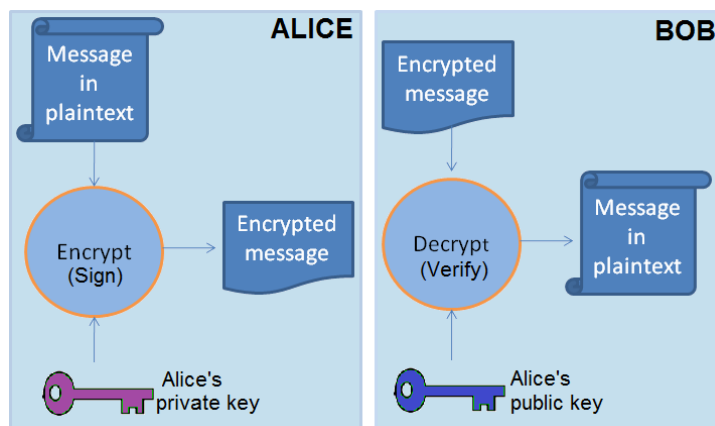 ALICE
Message
in
plaintext
Encrypt
(Sign)
Encrypted
message
Alice's
private key
BOB
Encrypted
message
Decrypt
(Verify)
Message
in
plaintext
Alice's
public key